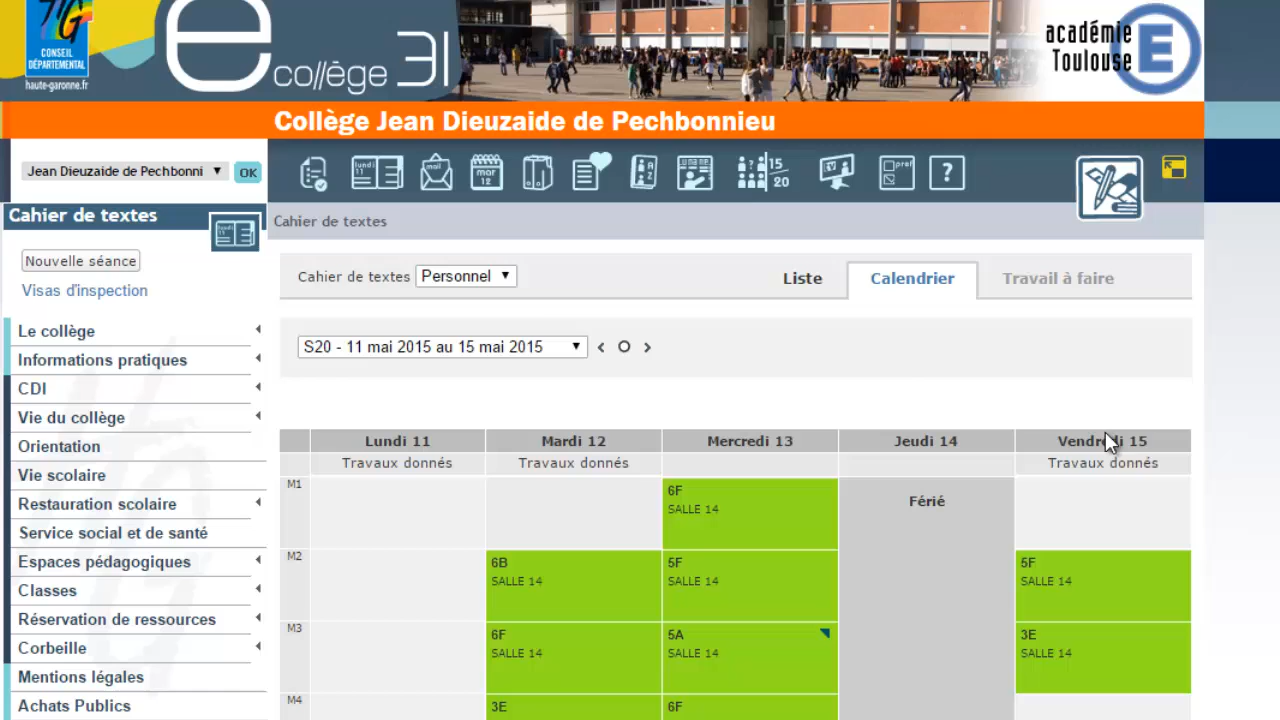 CONSEIL
DÉPARTEMENTAL
haute-garonne.fr
e collège 31
académie
Toulouse
Collège Jean Dieuzaide de Pechbonnieu
Jean Dieuzaide de Pechbonni
OK
lundi
11
mail
mar
12
A
Z
15
20
pref
?
Cahier de textes
Cahier de textes
Nouvelle séance
Visas d'inspection
Le collège
Informations pratiques
CDI
Vie du collège
Orientation
Vie scolaire
Restauration scolaire
Service social et de santé
Espaces pédagogiques
Classes
Réservation de ressources
Corbeille
Mentions légales
Achats Publics
Cahier de textes Personnel
Liste Calendrier Travail à faire
S20 - 11 mai 2015 au 15 mai 2015
Lundi 11 Mardi 12 Mercredi 13 Jeudi 14 Vendredi 15
Travaux donnés Travaux donnés Travaux donnés
M1
6F
SALLE 14
Férié
M2
6B
SALLE 14
5F
SALLE 14
5F
SALLE 14
M3
6F
SALLE 14
5A
SALLE 14
3E
SALLE 14
M4
3E
6F